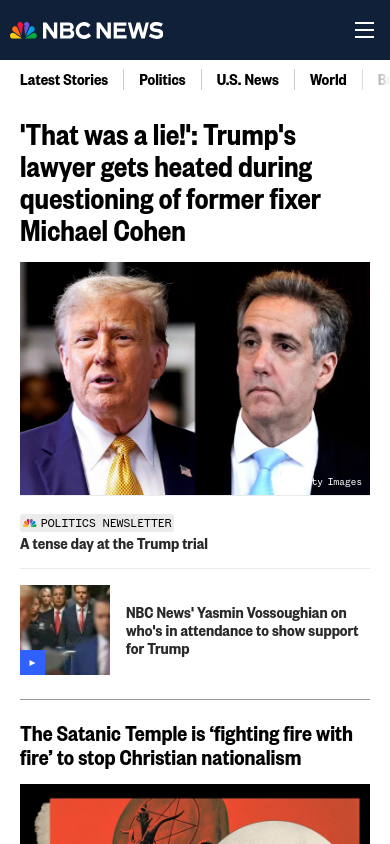 NBC NEWS
Latest Stories
Politics
U.S. News
World
'That was a lie!': Trump's
lawyer gets heated during
questioning of former fixer
Michael Cohen
ty Images
POLITICS NEWSLETTER
A tense day at the Trump trial
NBC News' Yasmin Vossoughian on
who's in attendance to show support
for Trump
The Satanic Temple is ‘fighting fire with
fire’ to stop Christian nationalism